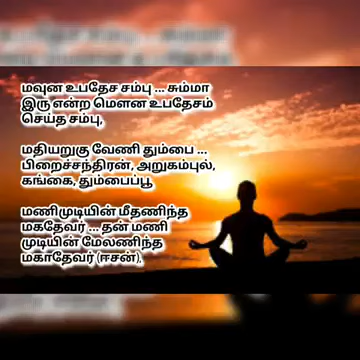 மவுன உபதேச சம்பு ... சும்மா
இரு என்ற மௌன உபதேசம்
செய்த சம்பு,
மதியறுகு வேணி தும்பை ...
பிறைச்சந்திரன், அறுகம்புல்,
கங்கை, தும்பைப்பூ
மணிமுடியின் மீதணிந்த
மகதேவர் ... தன் மணி
முடியின் மேலணிந்த
மகாதேவர் (ஈசன்),